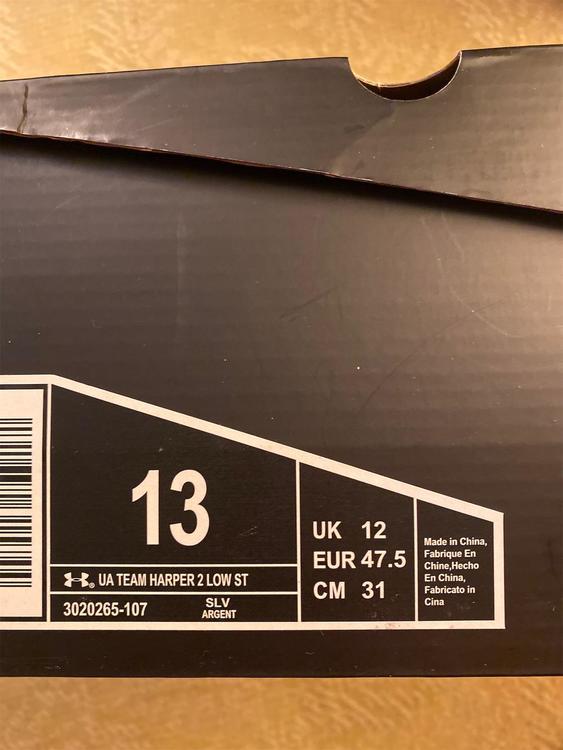 13
UA TEAM HARPER 2 LOW ST
3020265-107
SLV
ARGENT
UK 12
EUR 47.5
CM 31
Made in China,
Fabrique En
Chine,Hecho
En China,
Fabricato in
Cina